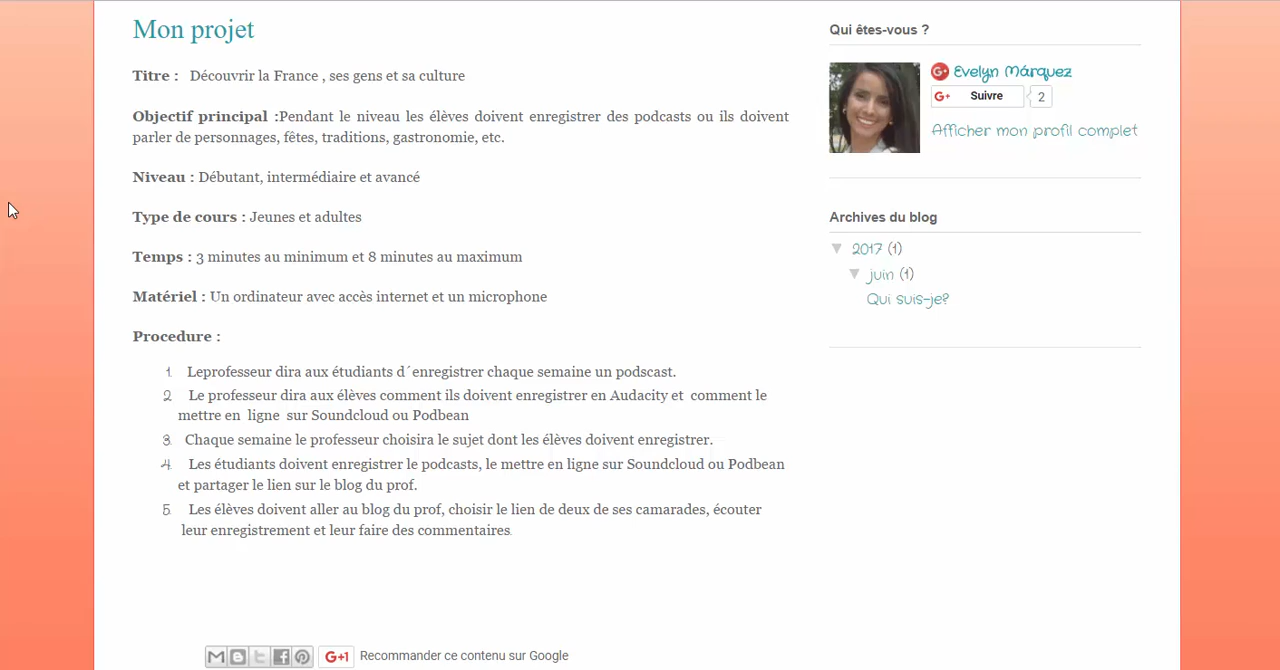 Mon projet
Titre : Découvrir la France , ses gens et sa culture
Objectif principal :Pendant le niveau les élèves doivent enregistrer des podcasts ou ils doivent
parler de personnages, fêtes, traditions, gastronomie, etc.
Niveau : Débutant, intermédiaire et avancé
Type de cours : Jeunes et adultes
Temps : 3 minutes au minimum et 8 minutes au maximum
Matériel : Un ordinateur avec accès internet et un microphone
Procedure :
1. Leprofesseur dira aux étudiants d´enregistrer chaque semaine un podscast.
2. Le professeur dira aux élèves comment ils doivent enregistrer en Audacity et comment le
mettre en ligne sur Soundcloud ou Podbean
3. Chaque semaine le professeur choisira le sujet dont les élèves doivent enregistrer.
4. Les étudiants doivent enregistrer le podcasts, le mettre en ligne sur Soundcloud ou Podbean
et partager le lien sur le blog du prof.
5. Les élèves doivent aller au blog du prof, choisir le lien de deux de ses camarades, écouter
leur enregistrement et leur faire des commentaires.
G+1 Recommander ce contenu sur Google
Qui êtes-vous ?
G+ Evelyn Márquez
G+ Suivre 2
Afficher mon profil complet
Archives du blog
▼ 2017 (1)
▼ juin (1)
Qui suis-je?